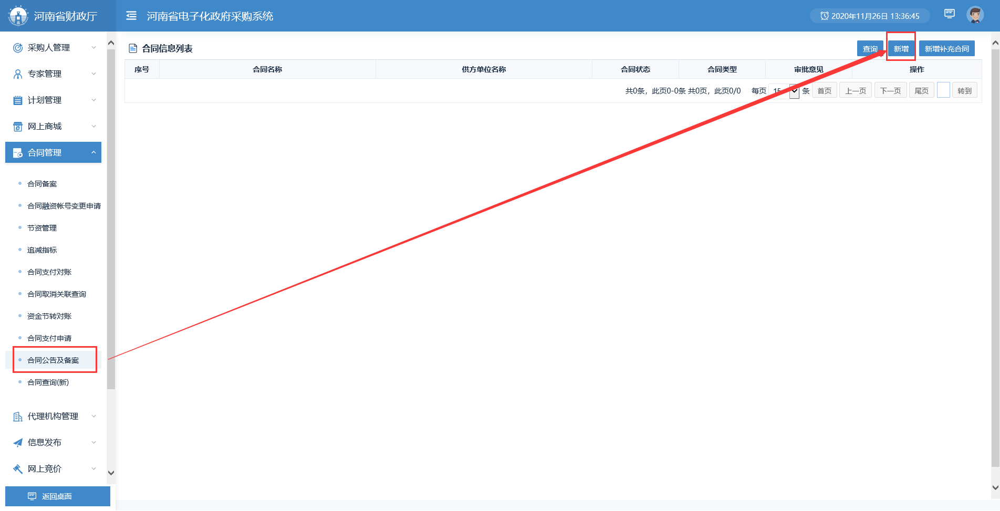 河南省财政厅
河南省电子化政府采购系统
2020年11月26日 13:36:45
采购人管理
专家管理
计划管理
网上商城
合同管理
合同备案
合同融资帐号变更申请
节资管理
追减指标
合同支付对账
合同取消关联查询
资金节转对账
合同支付申请
合同公告及备案
合同查询(新)
代理机构管理
信息发布
网上竞价
返回桌面
合同信息列表
查询 新增 新增补充合同
序号 合同名称 供方单位名称 合同状态 合同类型 审批意见 操作
共0条，此页0-0条 共0页，此页0/0 每页 15 条 首页 上一页 下一页 尾页 转到